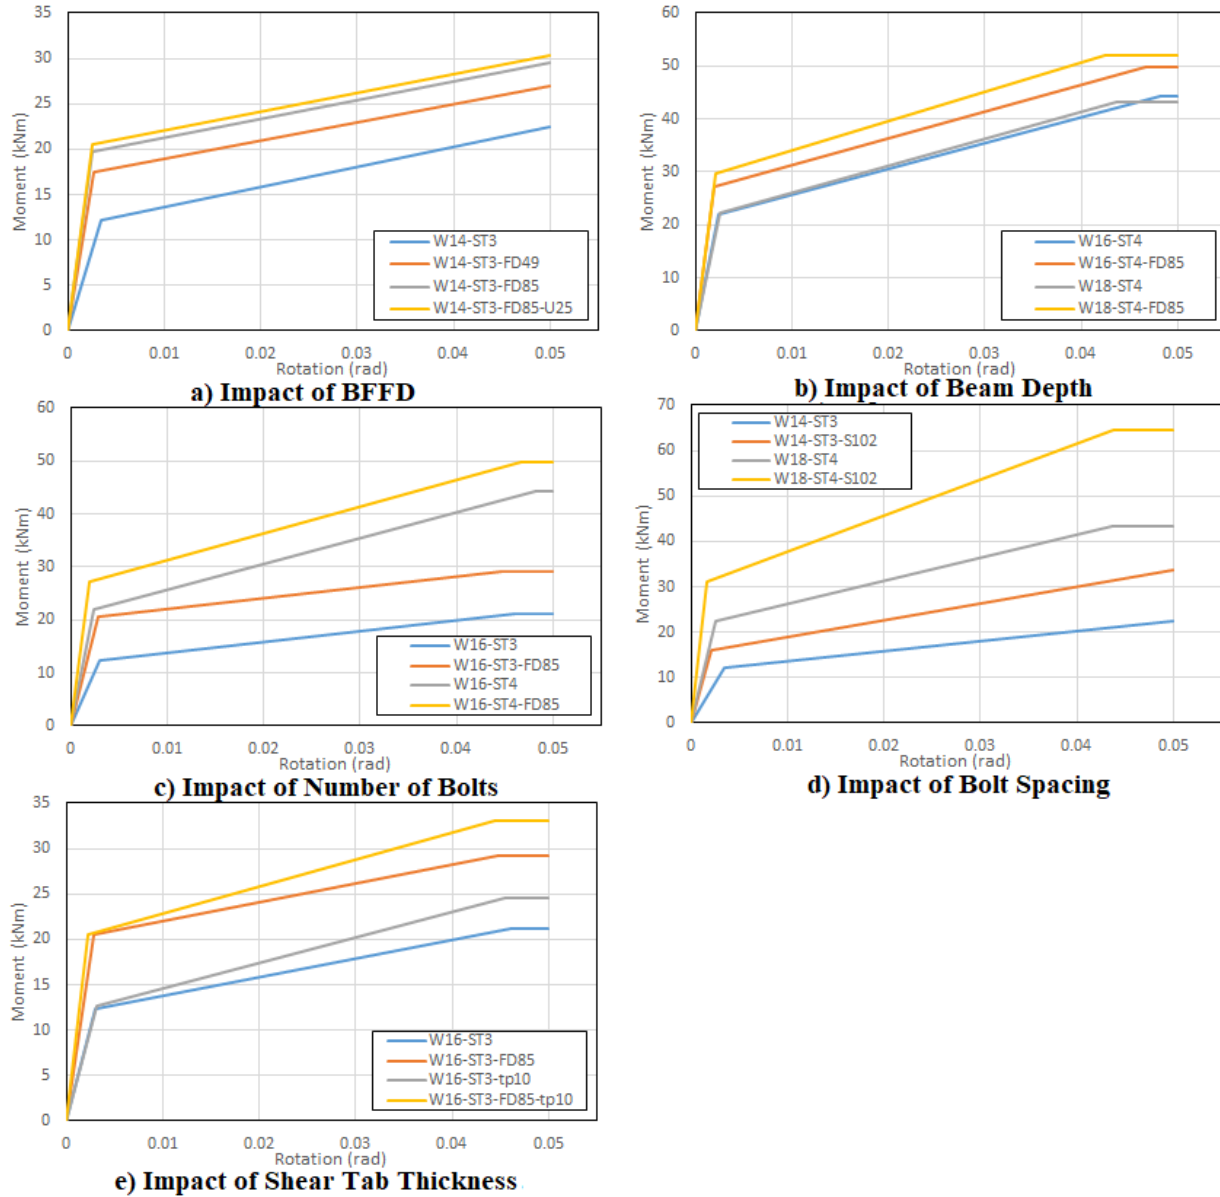 35
30
25
20
15
10
5
0
Moment (kNm)
W14-ST3
W14-ST3-FD49
W14-ST3-FD85
W14-ST3-FD85-U25
0 0.01 0.02 0.03 0.04 0.05
Rotation (rad)
a) Impact of BFFD
60
50
40
30
20
10
0
Moment (kNm)
W16-ST4
W16-ST4-FD85
W18-ST4
W18-ST4-FD85
0 0.01 0.02 0.03 0.04 0.05
Rotation (rad)
b) Impact of Beam Depth
60
50
40
30
20
10
0
Moment (kNm)
W16-ST3
W16-ST3-FD85
W16-ST4
W16-ST4-FD85
0 0.01 0.02 0.03 0.04 0.05
Rotation (rad)
c) Impact of Number of Bolts
70
60
50
40
30
20
10
0
Moment (kNm)
W14-ST3
W14-ST3-S102
W18-ST4
W18-ST4-S102
0 0.01 0.02 0.03 0.04 0.05
Rotation (rad)
d) Impact of Bolt Spacing
35
30
25
20
15
10
5
0
Moment (kNm)
W16-ST3
W16-ST3-FD85
W16-ST3-tp10
W16-ST3-FD85-tp10
0 0.01 0.02 0.03 0.04 0.05
Rotation (rad)
e) Impact of Shear Tab Thickness